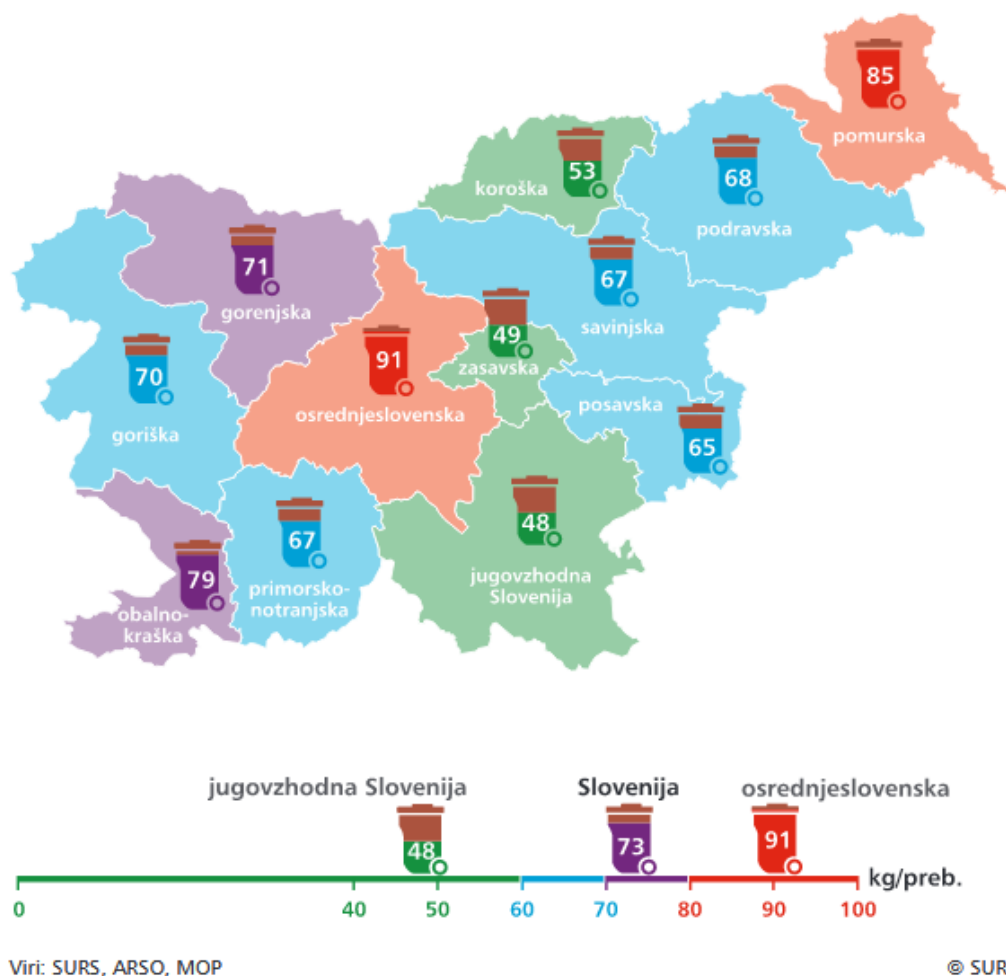 85
pomurska
53
koroška
68
podravska
71
gorenjska
67
savinjska
49
zasavska
91
osrednjeslovenska
70
goriška
posavska
65
48
jugovzhodna
Slovenija
67
primorsko-
notranjska
79
obalno-
kraška
jugovzhodna Slovenija
Slovenija
osrednjeslovenska
48
73
91
kg/preb.
0 40 50 60 70 80 90 100
Viri: SURS, ARSO, MOP
© SUR